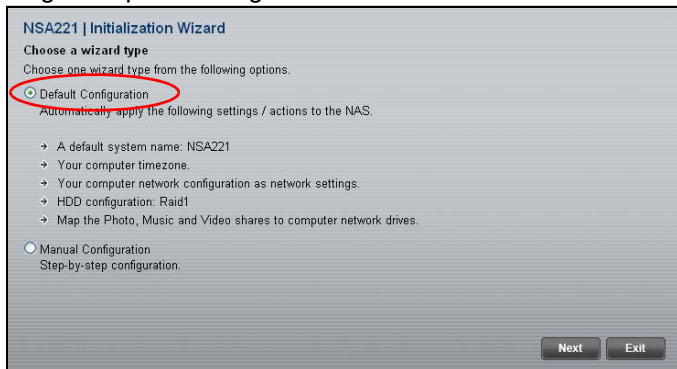 NSA221 | Initialization Wizard
Choose a wizard type
Choose one wizard type from the following options.
Default Configuration
Automatically apply the following settings / actions to the NAS.
→ A default system name: NSA221
→ Your computer timezone.
→ Your computer network configuration as network settings.
→ HDD configuration: Raid1
→ Map the Photo, Music and Video shares to computer network drives.
Manual Configuration
Step-by-step configuration.
Next Exit